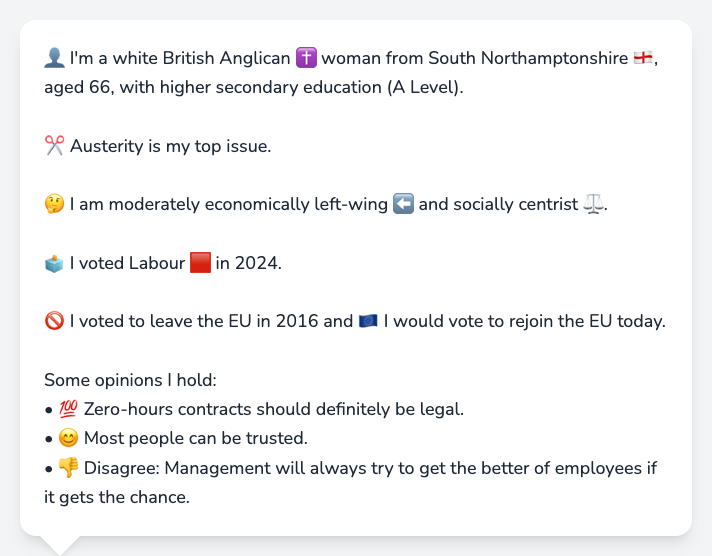 👤 I'm a white British Anglican ✝️ woman from South Northamptonshire 🏴󠁧󠁢󠁥󠁮󠁧󠁿,
aged 66, with higher secondary education (A Level).
✂️ Austerity is my top issue.
🤔 I am moderately economically left-wing ⬅️ and socially centrist ⚖️.
🗳️ I voted Labour 🟥 in 2024.
🚫 I voted to leave the EU in 2016 and 🇪🇺 I would vote to rejoin the EU today.
Some opinions I hold:
• 💯 Zero-hours contracts should definitely be legal.
• 😊 Most people can be trusted.
• 👎 Disagree: Management will always try to get the better of employees if
it gets the chance.